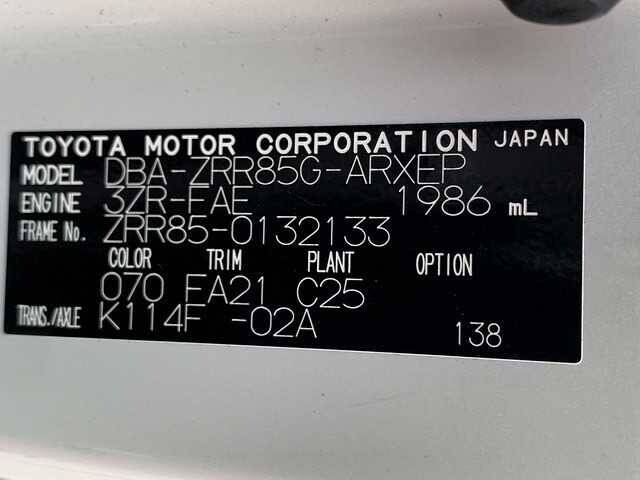 TOYOTA MOTOR CORPORATION JAPAN
MODEL DBA-ZRR85G-ARXEP
ENGINE 3ZR-FAE 1986 mL
FRAME No. ZRR85-0132133
COLOR TRIM PLANT OPTION
070 FA21 C25
TRANS./AXLE K114F -02A
138